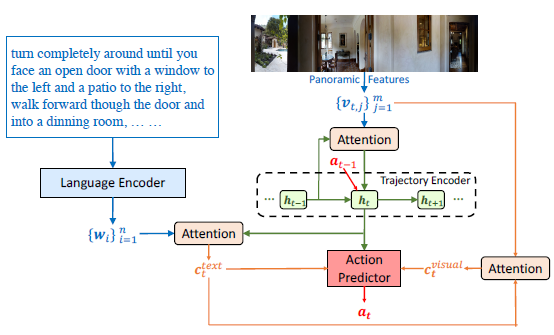 turn completely around until you
face an open door with a window to
the left and a patio to the right,
walk forward though the door and
into a dinning room, … …
Panoramic Features
{v_{t,j}}_{j=1}^{m}
Attention
a_{t-1}
Trajectory Encoder
Language Encoder
… h_{t-1} h_t h_{t+1} …
{w_i}_{i=1}^{n}
Attention
Action
Predictor
c_t^{text}
c_t^{visual}
Attention
a_t